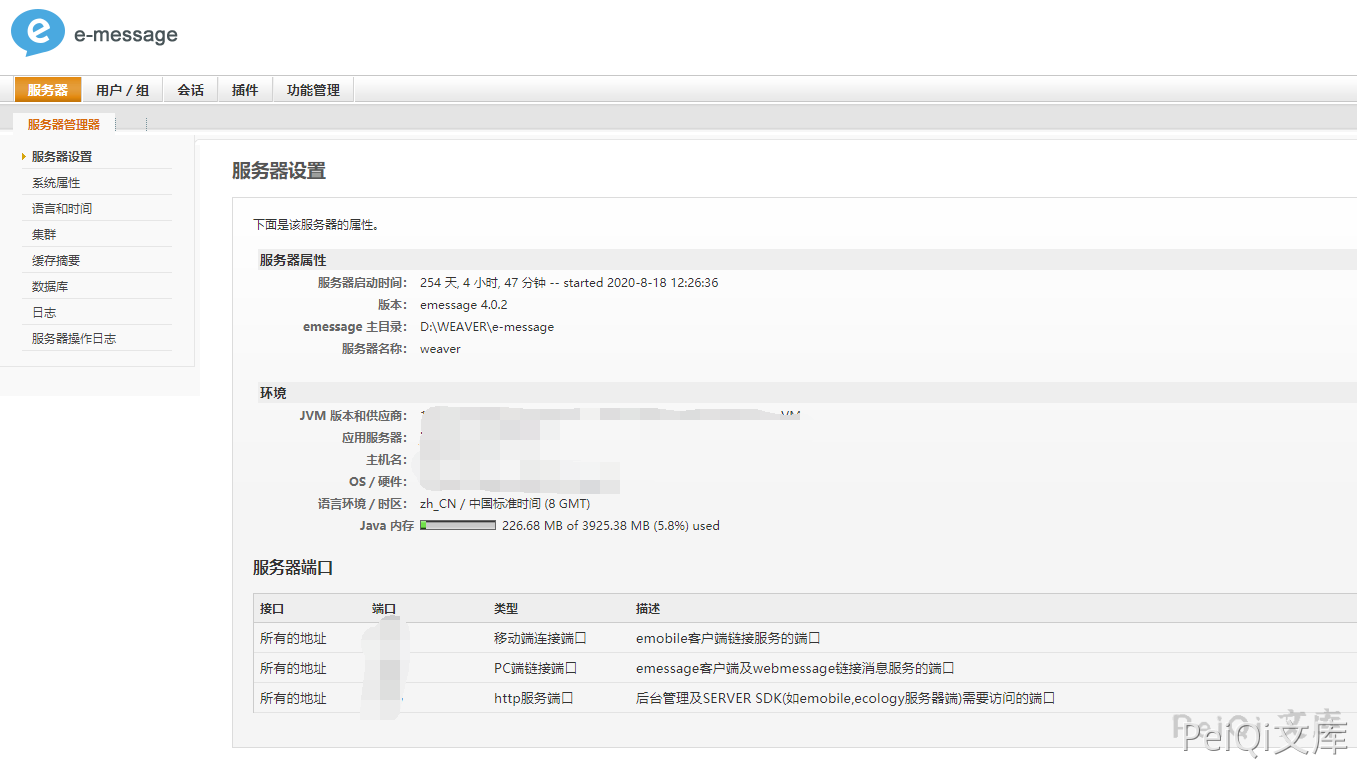 e-message
服务器 用户 / 组 会话 插件 功能管理
服务器管理器
服务器设置
系统属性
语言和时间
集群
缓存摘要
数据库
日志
服务器操作日志
服务器设置
下面是该服务器的属性。
服务器属性
服务器启动时间: 254 天, 4 小时, 47 分钟 -- started 2020-8-18 12:26:36
版本: emessage 4.0.2
emessage 主目录: D:\WEAVER\e-message
服务器名称: weaver
环境
JVM 版本和供应商: VM
应用服务器:
主机名:
OS / 硬件:
语言环境 / 时区: zh_CN / 中国标准时间 (8 GMT)
Java 内存 226.68 MB of 3925.38 MB (5.8%) used
服务器端口
接口 端口 类型 描述
所有的地址 移动端连接端口 emobile客户端链接服务的端口
所有的地址 PC端链接端口 emessage客户端及webmessage链接消息服务的端口
所有的地址 http服务端口 后台管理及SERVER SDK(如emobile,ecology服务器端)需要访问的端口
PeiQi 文库
PeiQi文库